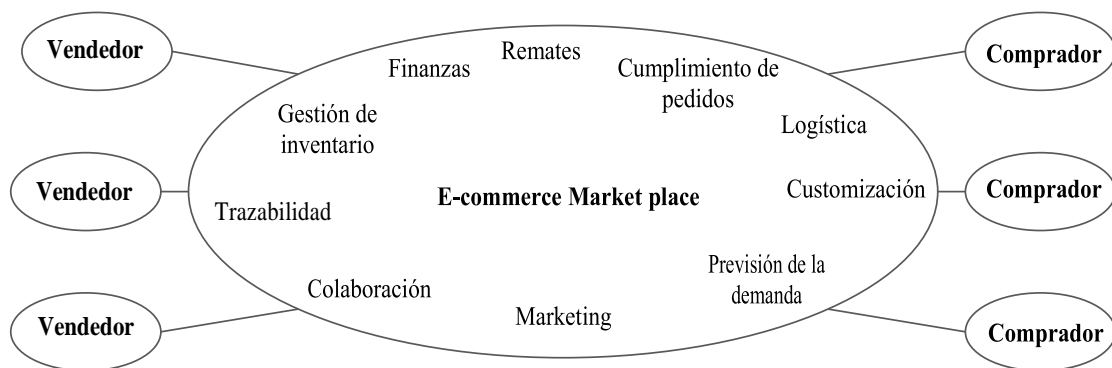 Vendedor
Comprador
Remates
Finanzas
Cumplimiento de
pedidos
Gestión de
inventario
Logística
Vendedor
Comprador
Customización
E-commerce Market place
Trazabilidad
Previsión de la
demanda
Colaboración
Marketing
Vendedor
Comprador